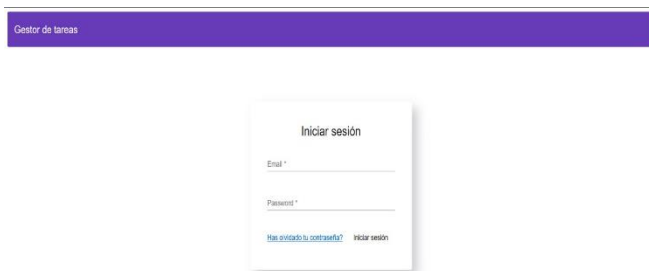 Gestor de tareas
Iniciar sesión
Email *
Password *
Has olvidado tu contraseña? Iniciar sesión